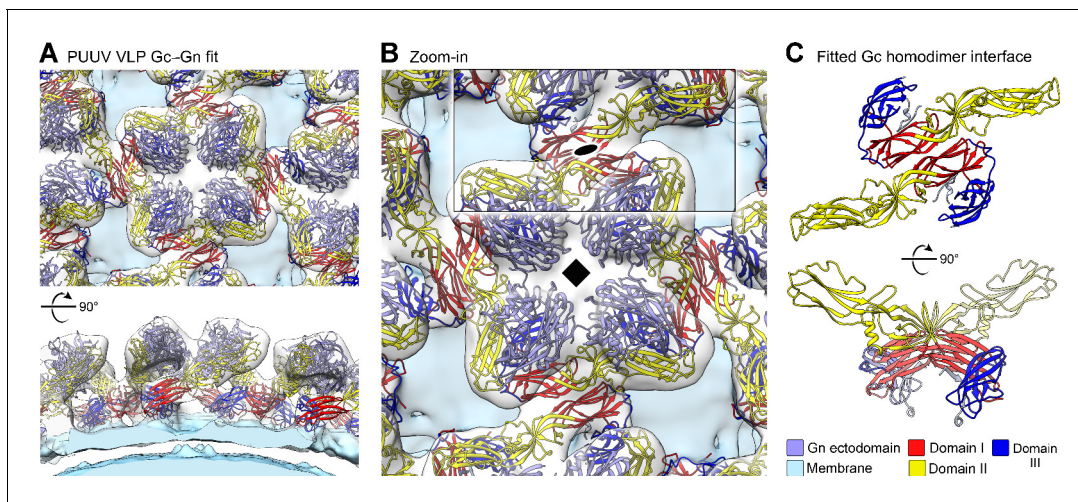 A PUUV VLP Gc–Gn fit
90°
B Zoom-in
C Fitted Gc homodimer interface
90°
Gn ectodomain Domain I Domain III
Membrane Domain II